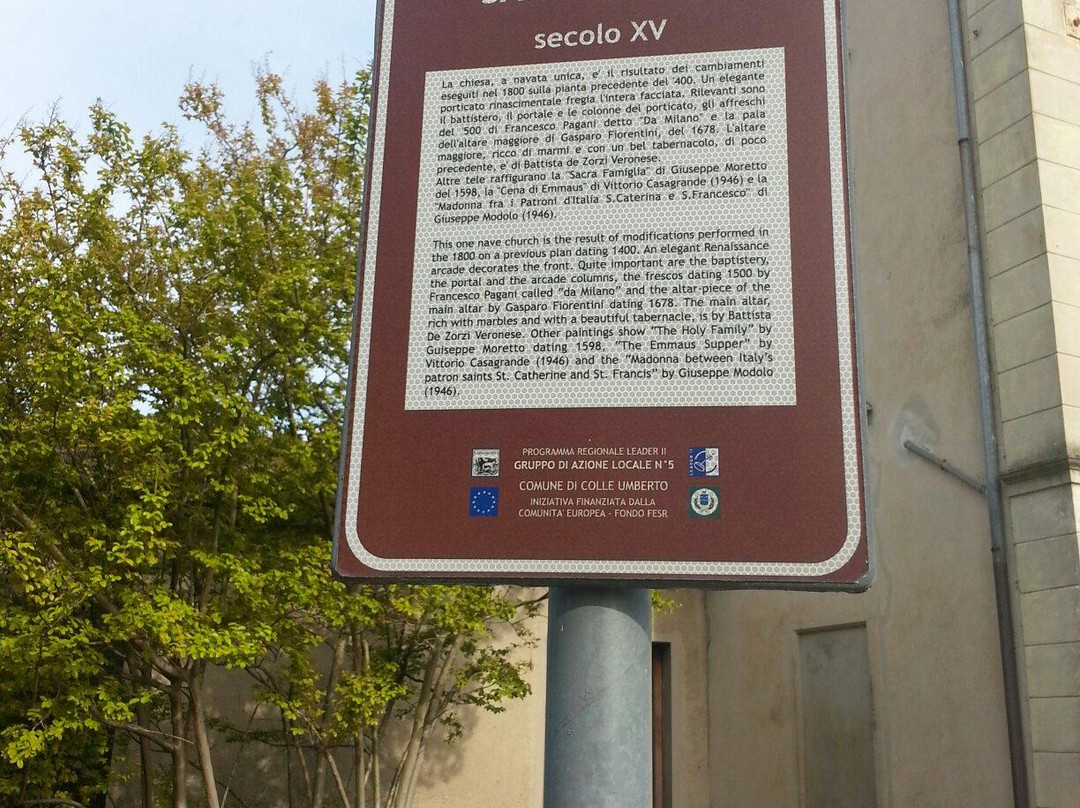 secolo XV
La chiesa, a navata unica, e' il risultato dei cambiamenti
eseguiti nel 1800 sulla pianta precedente del '400. Un elegante
porticato rinascimentale fregia l'intera facciata. Rilevanti sono
il battistero, il portale e le colonne del porticato, gli affreschi
del '500 di Francesco Pagani detto "Da Milano" e la pala
dell'altare maggiore di Gasparo Fiorentini, del 1678. L'altare
maggiore, ricco di marmi e con un bel tabernacolo, di poco
precedente, e' di Battista de Zorzi Veronese.
Altre tele raffigurano la "Sacra Famiglia" di Giuseppe Moretto
del 1598, la "Cena di Emmaus" di Vittorio Casagrande (1946) e la
"Madonna fra i Patroni d'Italia S.Caterina e S.Francesco" di
Giuseppe Modolo (1946).
This one nave church is the result of modifications performed in
the 1800 on a previous plan dating 1400. An elegant Renaissance
arcade decorates the front. Quite important are the baptistery,
the portal and the arcade columns, the frescos dating 1500 by
Francesco Pagani called "da Milano" and the altar-piece of the
main altar by Gasparo Fiorentini dating 1678. The main altar,
rich with marbles and with a beautiful tabernacle, is by Battista
De Zorzi Veronese. Other paintings show "The Holy Family" by
Guiseppe Moretto dating 1598, "The Emmaus Supper" by
Vittorio Casagrande (1946) and the "Madonna between Italy's
patron saints St. Catherine and St. Francis" by Giuseppe Modolo
(1946).
PROGRAMMA REGIONALE LEADER II
GRUPPO DI AZIONE LOCALE N°5
COMUNE DI COLLE UMBERTO
INIZIATIVA FINANZIATA DALLA
COMUNITA' EUROPEA - FONDO FESR